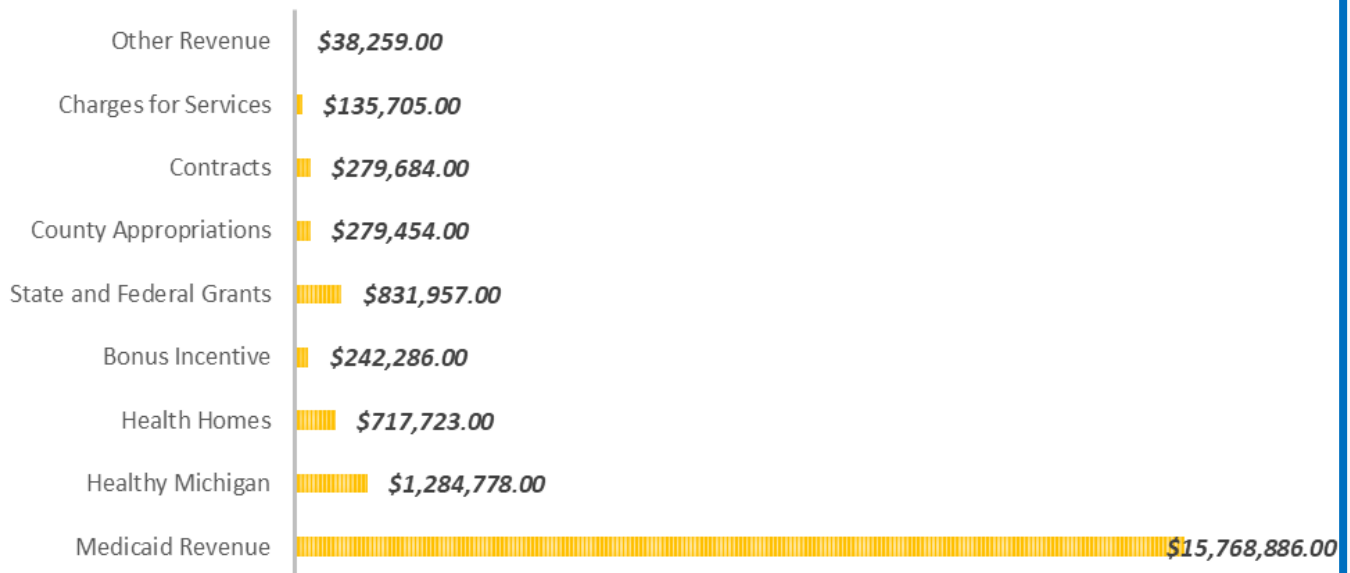 Other Revenue $38,259.00
Charges for Services $135,705.00
Contracts $279,684.00
County Appropriations $279,454.00
State and Federal Grants $831,957.00
Bonus Incentive $242,286.00
Health Homes $717,723.00
Healthy Michigan $1,284,778.00
Medicaid Revenue $15,768,886.00